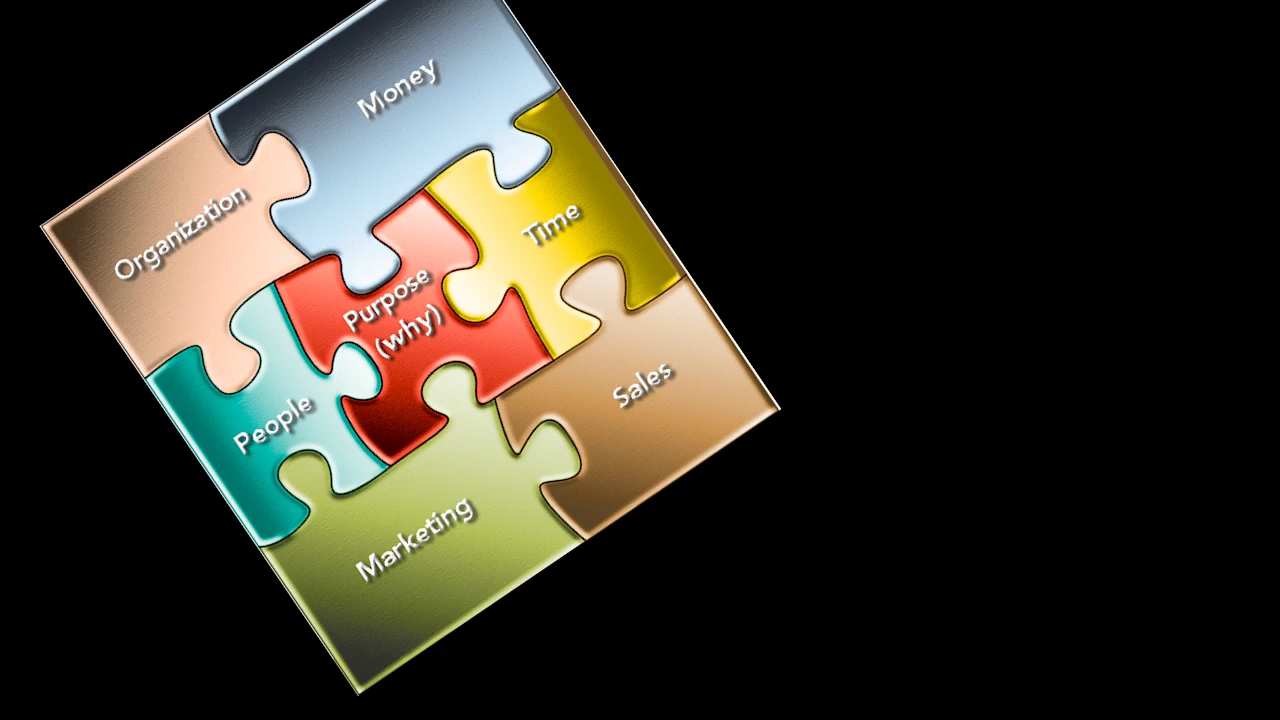 Money
Organization
Time
Purpose
(why)
Sales
People
Marketing